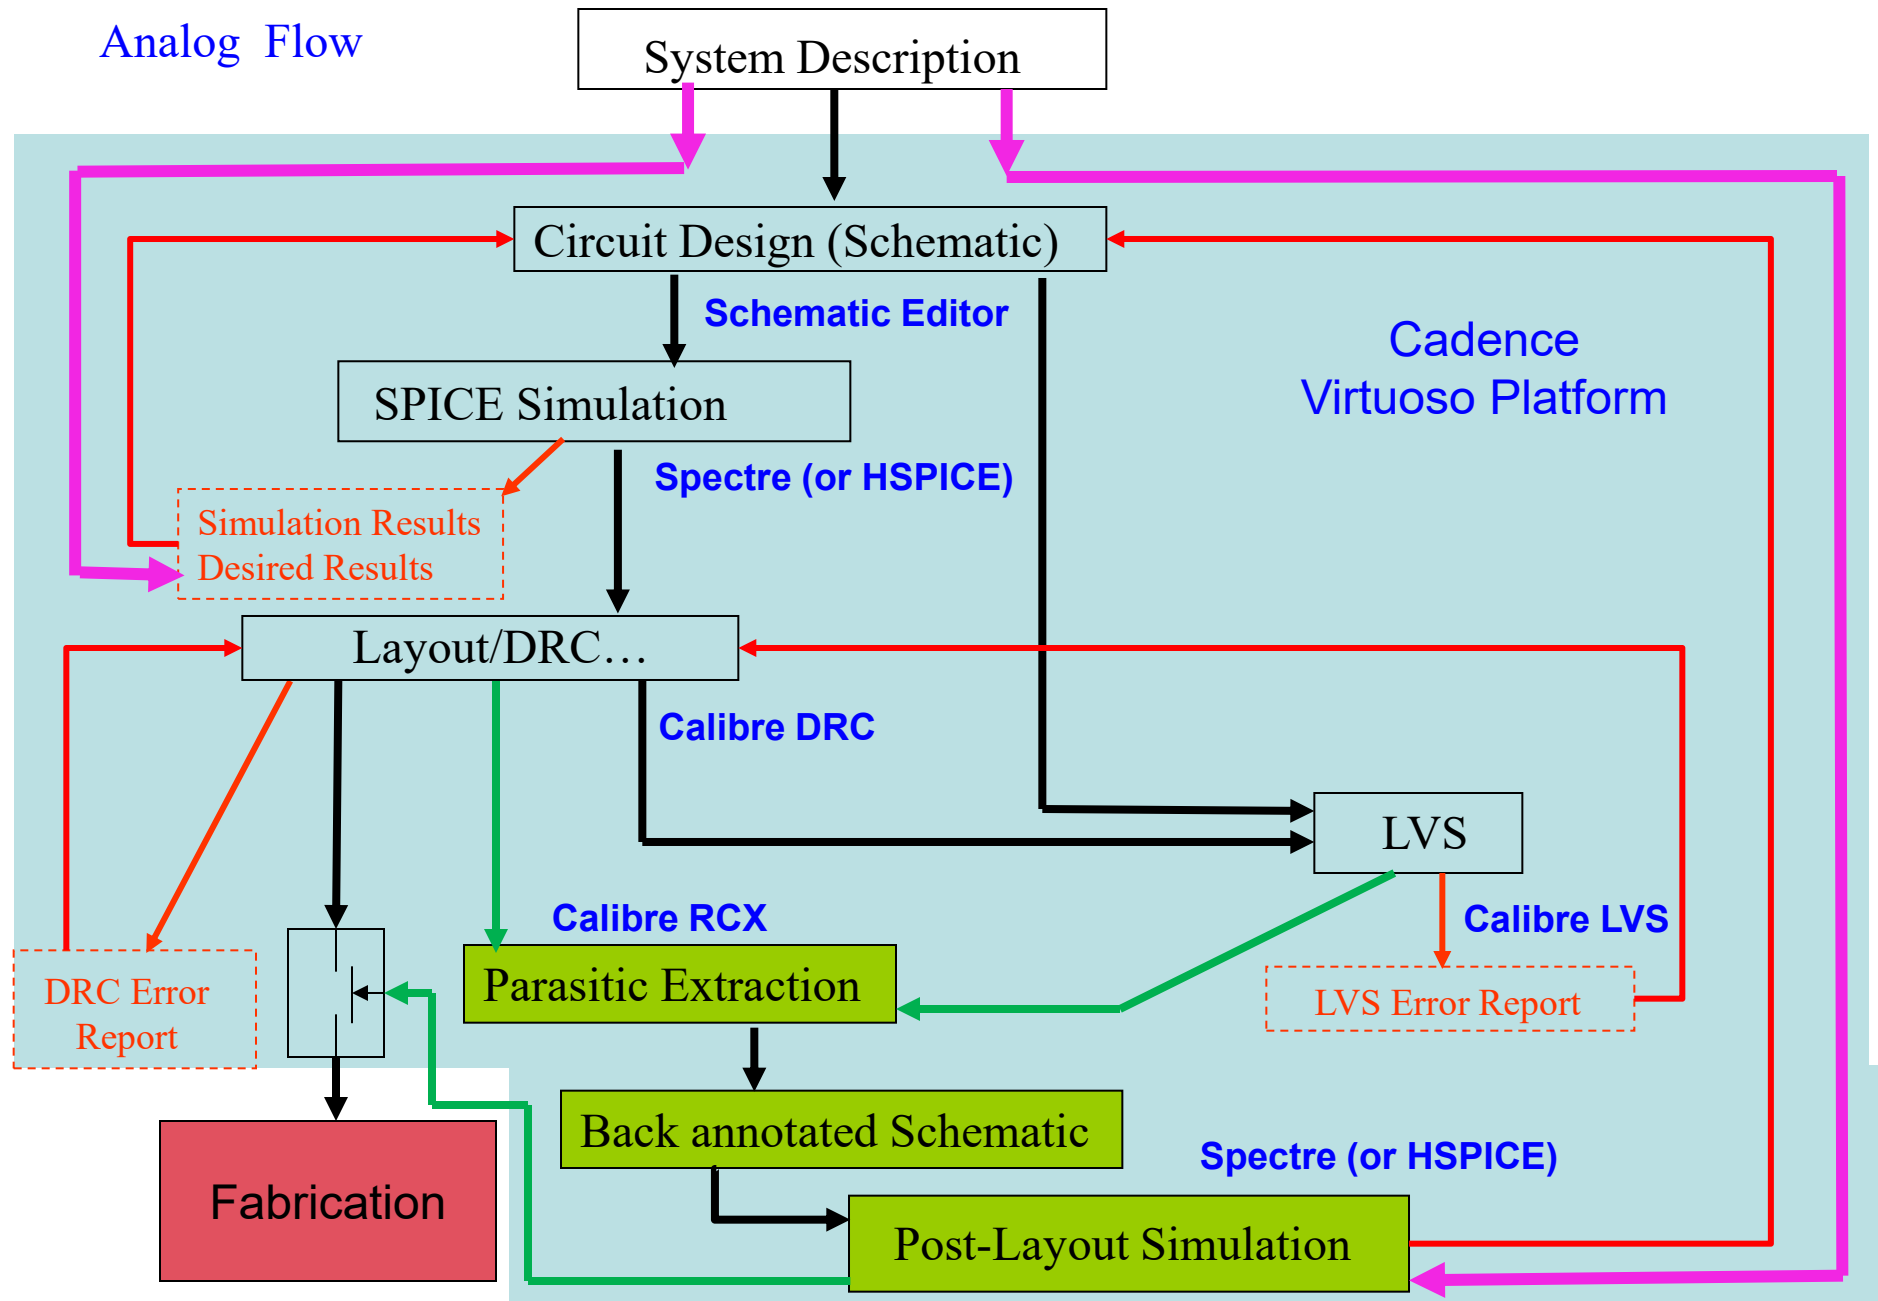 Analog Flow
System Description
Circuit Design (Schematic)
Schematic Editor
Cadence
Virtuoso Platform
SPICE Simulation
Spectre (or HSPICE)
Simulation Results
Desired Results
Layout/DRC…
Calibre DRC
LVS
Calibre RCX
Calibre LVS
Parasitic Extraction
DRC Error
Report
LVS Error Report
Back annotated Schematic
Spectre (or HSPICE)
Fabrication
Post-Layout Simulation